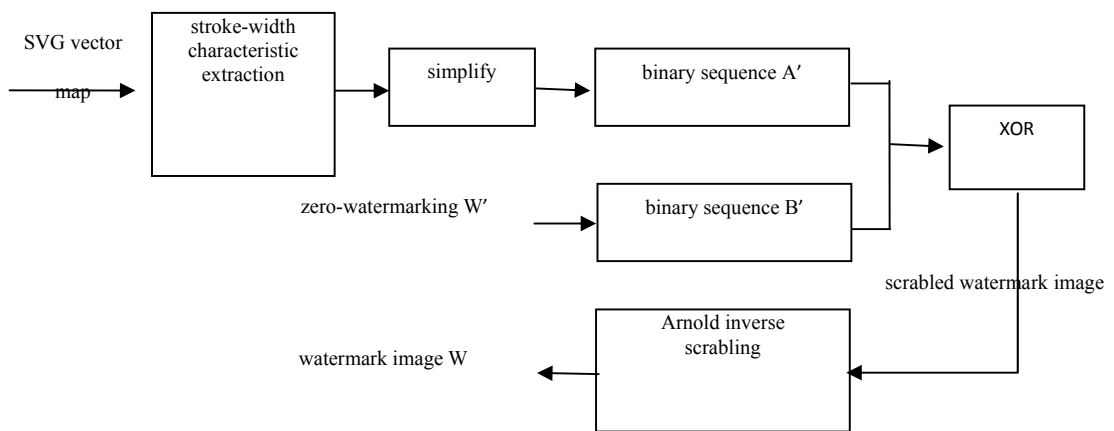 SVG vector
map
stroke-width
characteristic
extraction
simplify
binary sequence A′
XOR
zero-watermarking W'
binary sequence B′
scrabled watermark image
Arnold inverse
scrabling
watermark image W